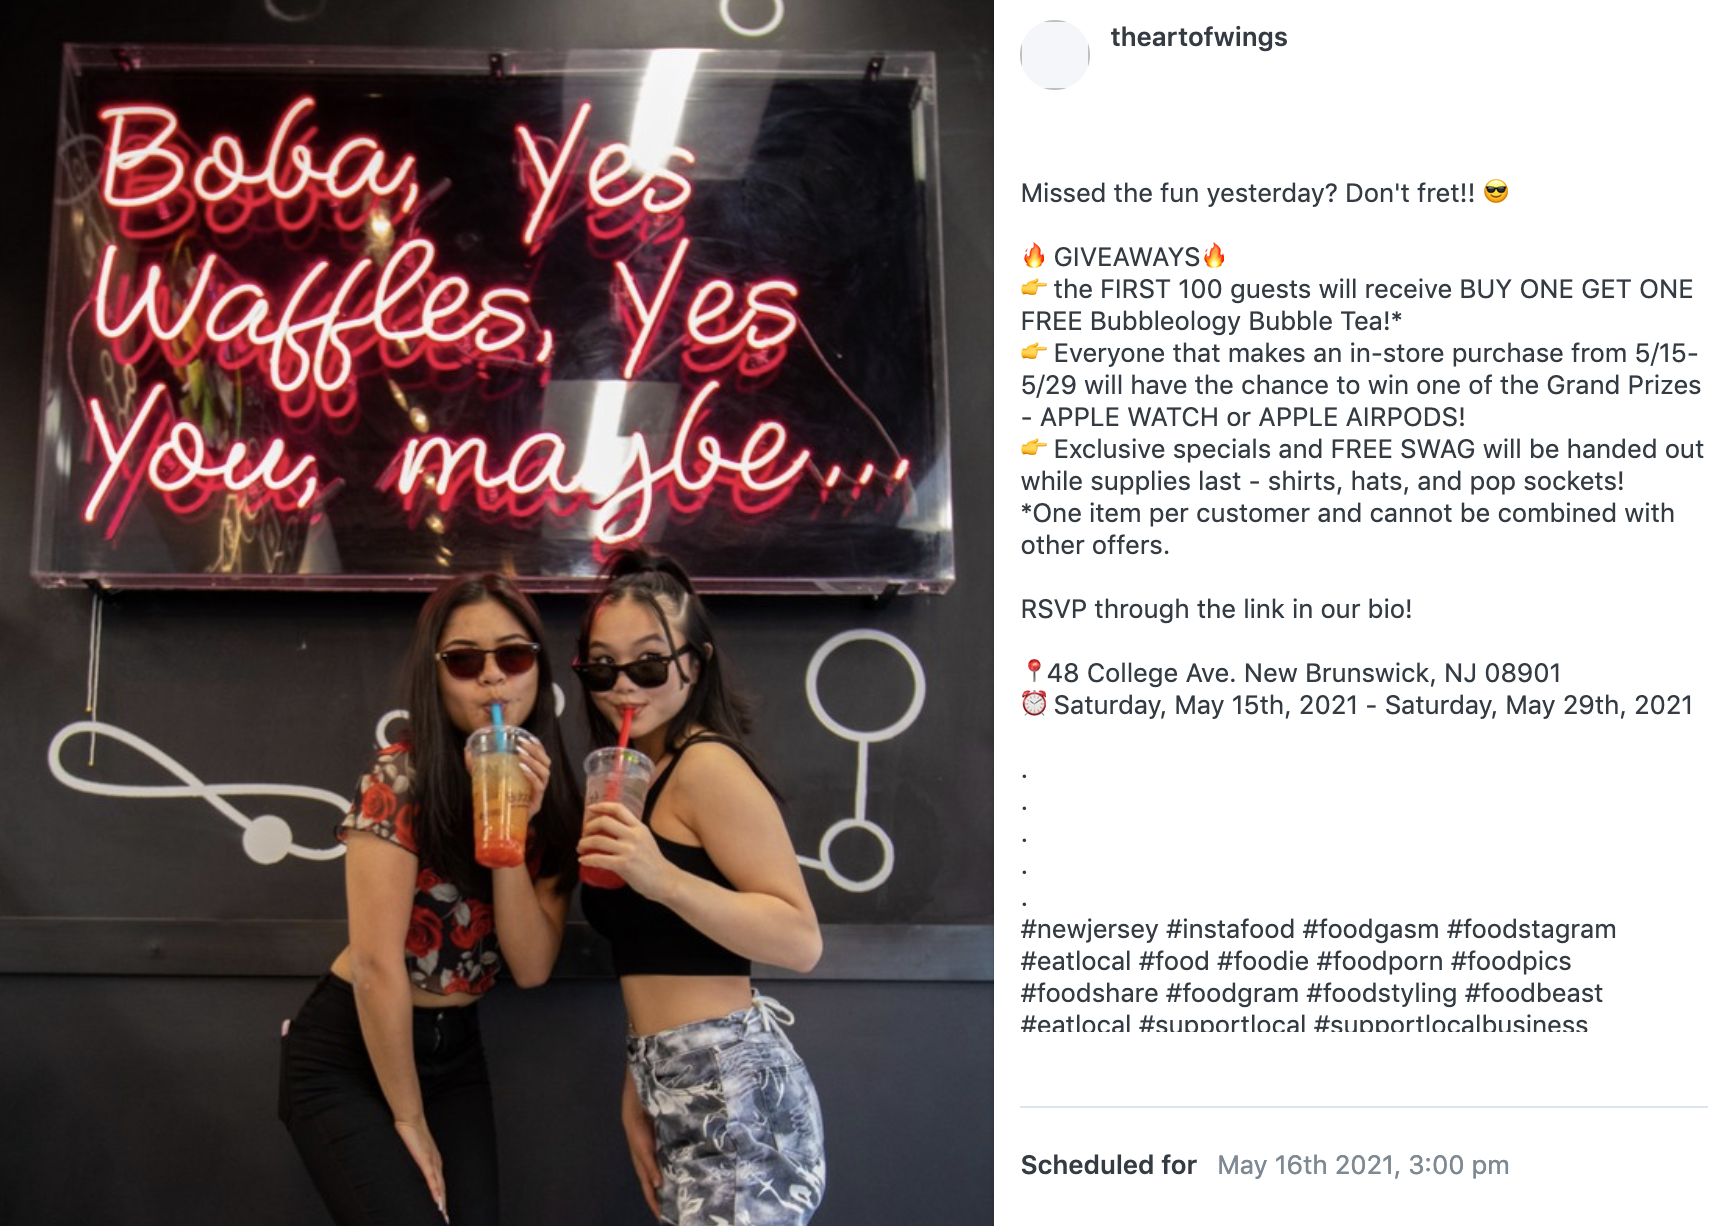 Boba, Yes
Waffles, Yes
You, maybe...
theartofwings
Missed the fun yesterday? Don't fret!! 😎
🔥 GIVEAWAYS🔥
👉 the FIRST 100 guests will receive BUY ONE GET ONE
FREE Bubbleology Bubble Tea!*
👉 Everyone that makes an in-store purchase from 5/15-
5/29 will have the chance to win one of the Grand Prizes
- APPLE WATCH or APPLE AIRPODS!
👉 Exclusive specials and FREE SWAG will be handed out
while supplies last - shirts, hats, and pop sockets!
*One item per customer and cannot be combined with
other offers.
RSVP through the link in our bio!
📍48 College Ave. New Brunswick, NJ 08901
⏰ Saturday, May 15th, 2021 - Saturday, May 29th, 2021
.
.
.
.
.
#newjersey #instafood #foodgasm #foodstagram
#eatlocal #food #foodie #foodporn #foodpics
#foodshare #foodgram #foodstyling #foodbeast
#eatlocal #supportlocal #supportlocalbusiness
Scheduled for May 16th 2021, 3:00 pm